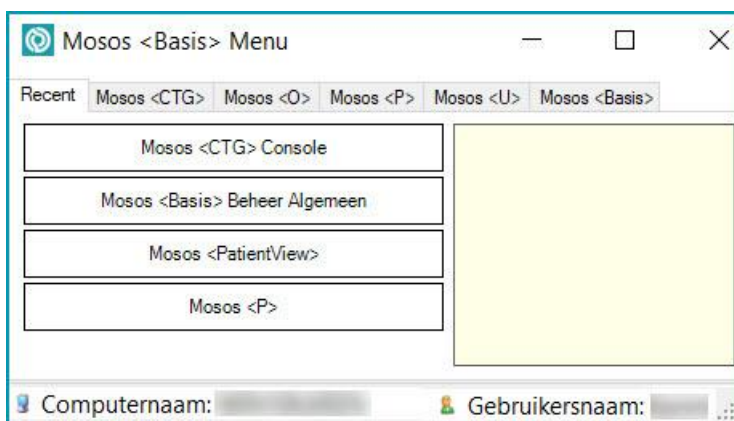 Mosos <Basis> Menu
Recent Mosos <CTG> Mosos <O> Mosos <P> Mosos <U> Mosos <Basis>
Mosos <CTG> Console
Mosos <Basis> Beheer Algemeen
Mosos <PatientView>
Mosos <P>
Computernaam: Gebruikersnaam: